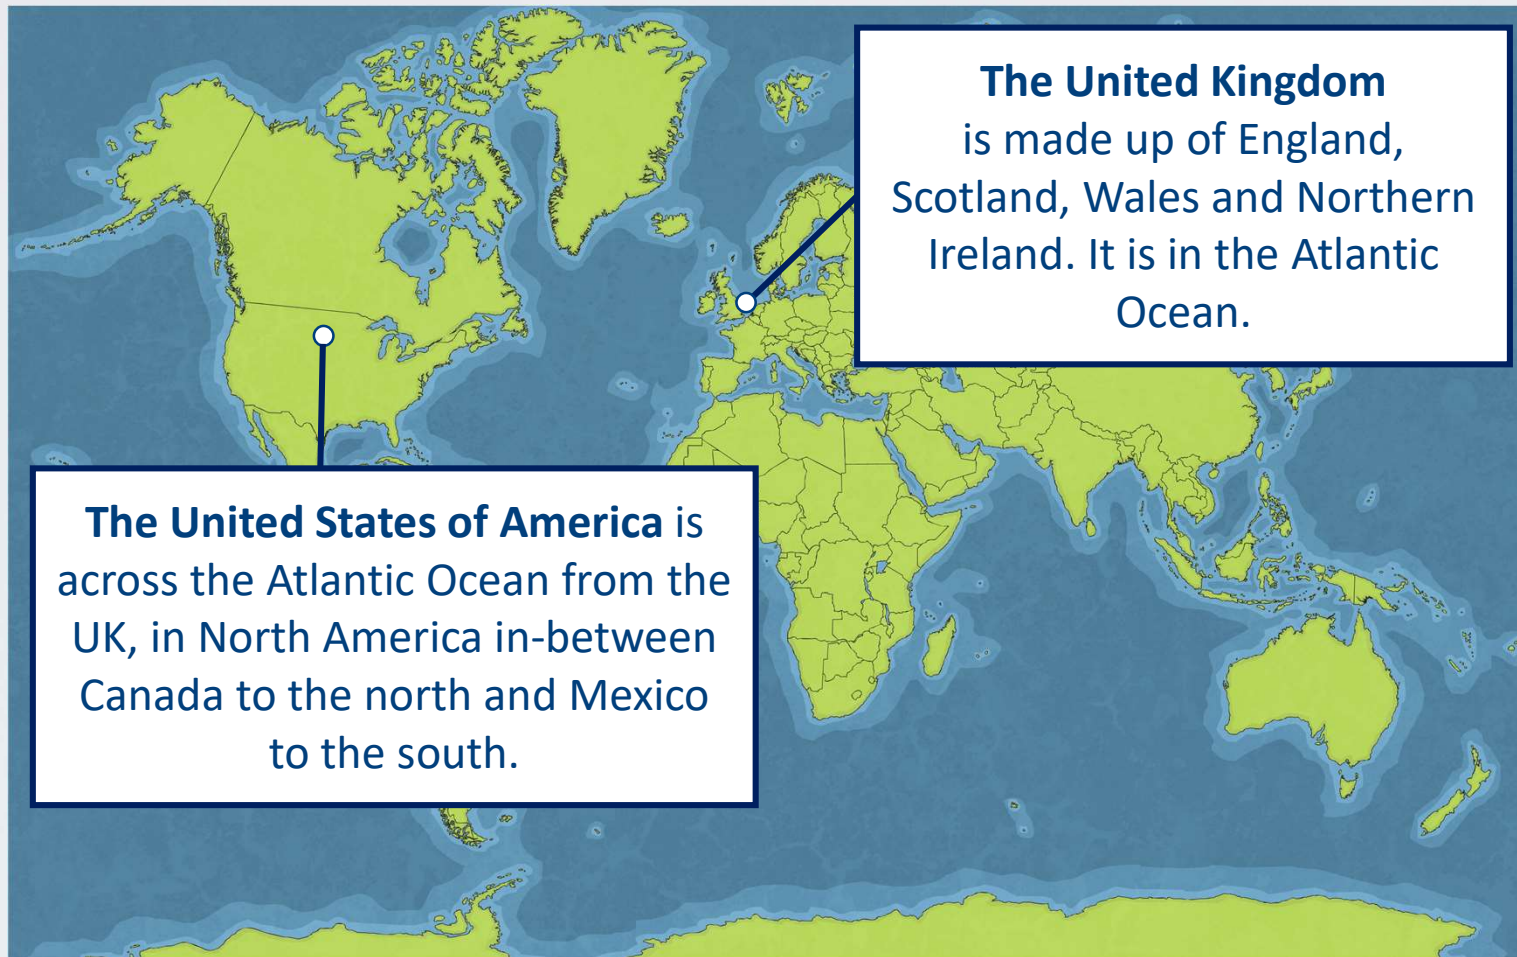 The United Kingdom
is made up of England,
Scotland, Wales and Northern
Ireland. It is in the Atlantic
Ocean.
The United States of America is
across the Atlantic Ocean from the
UK, in North America in-between
Canada to the north and Mexico
to the south.